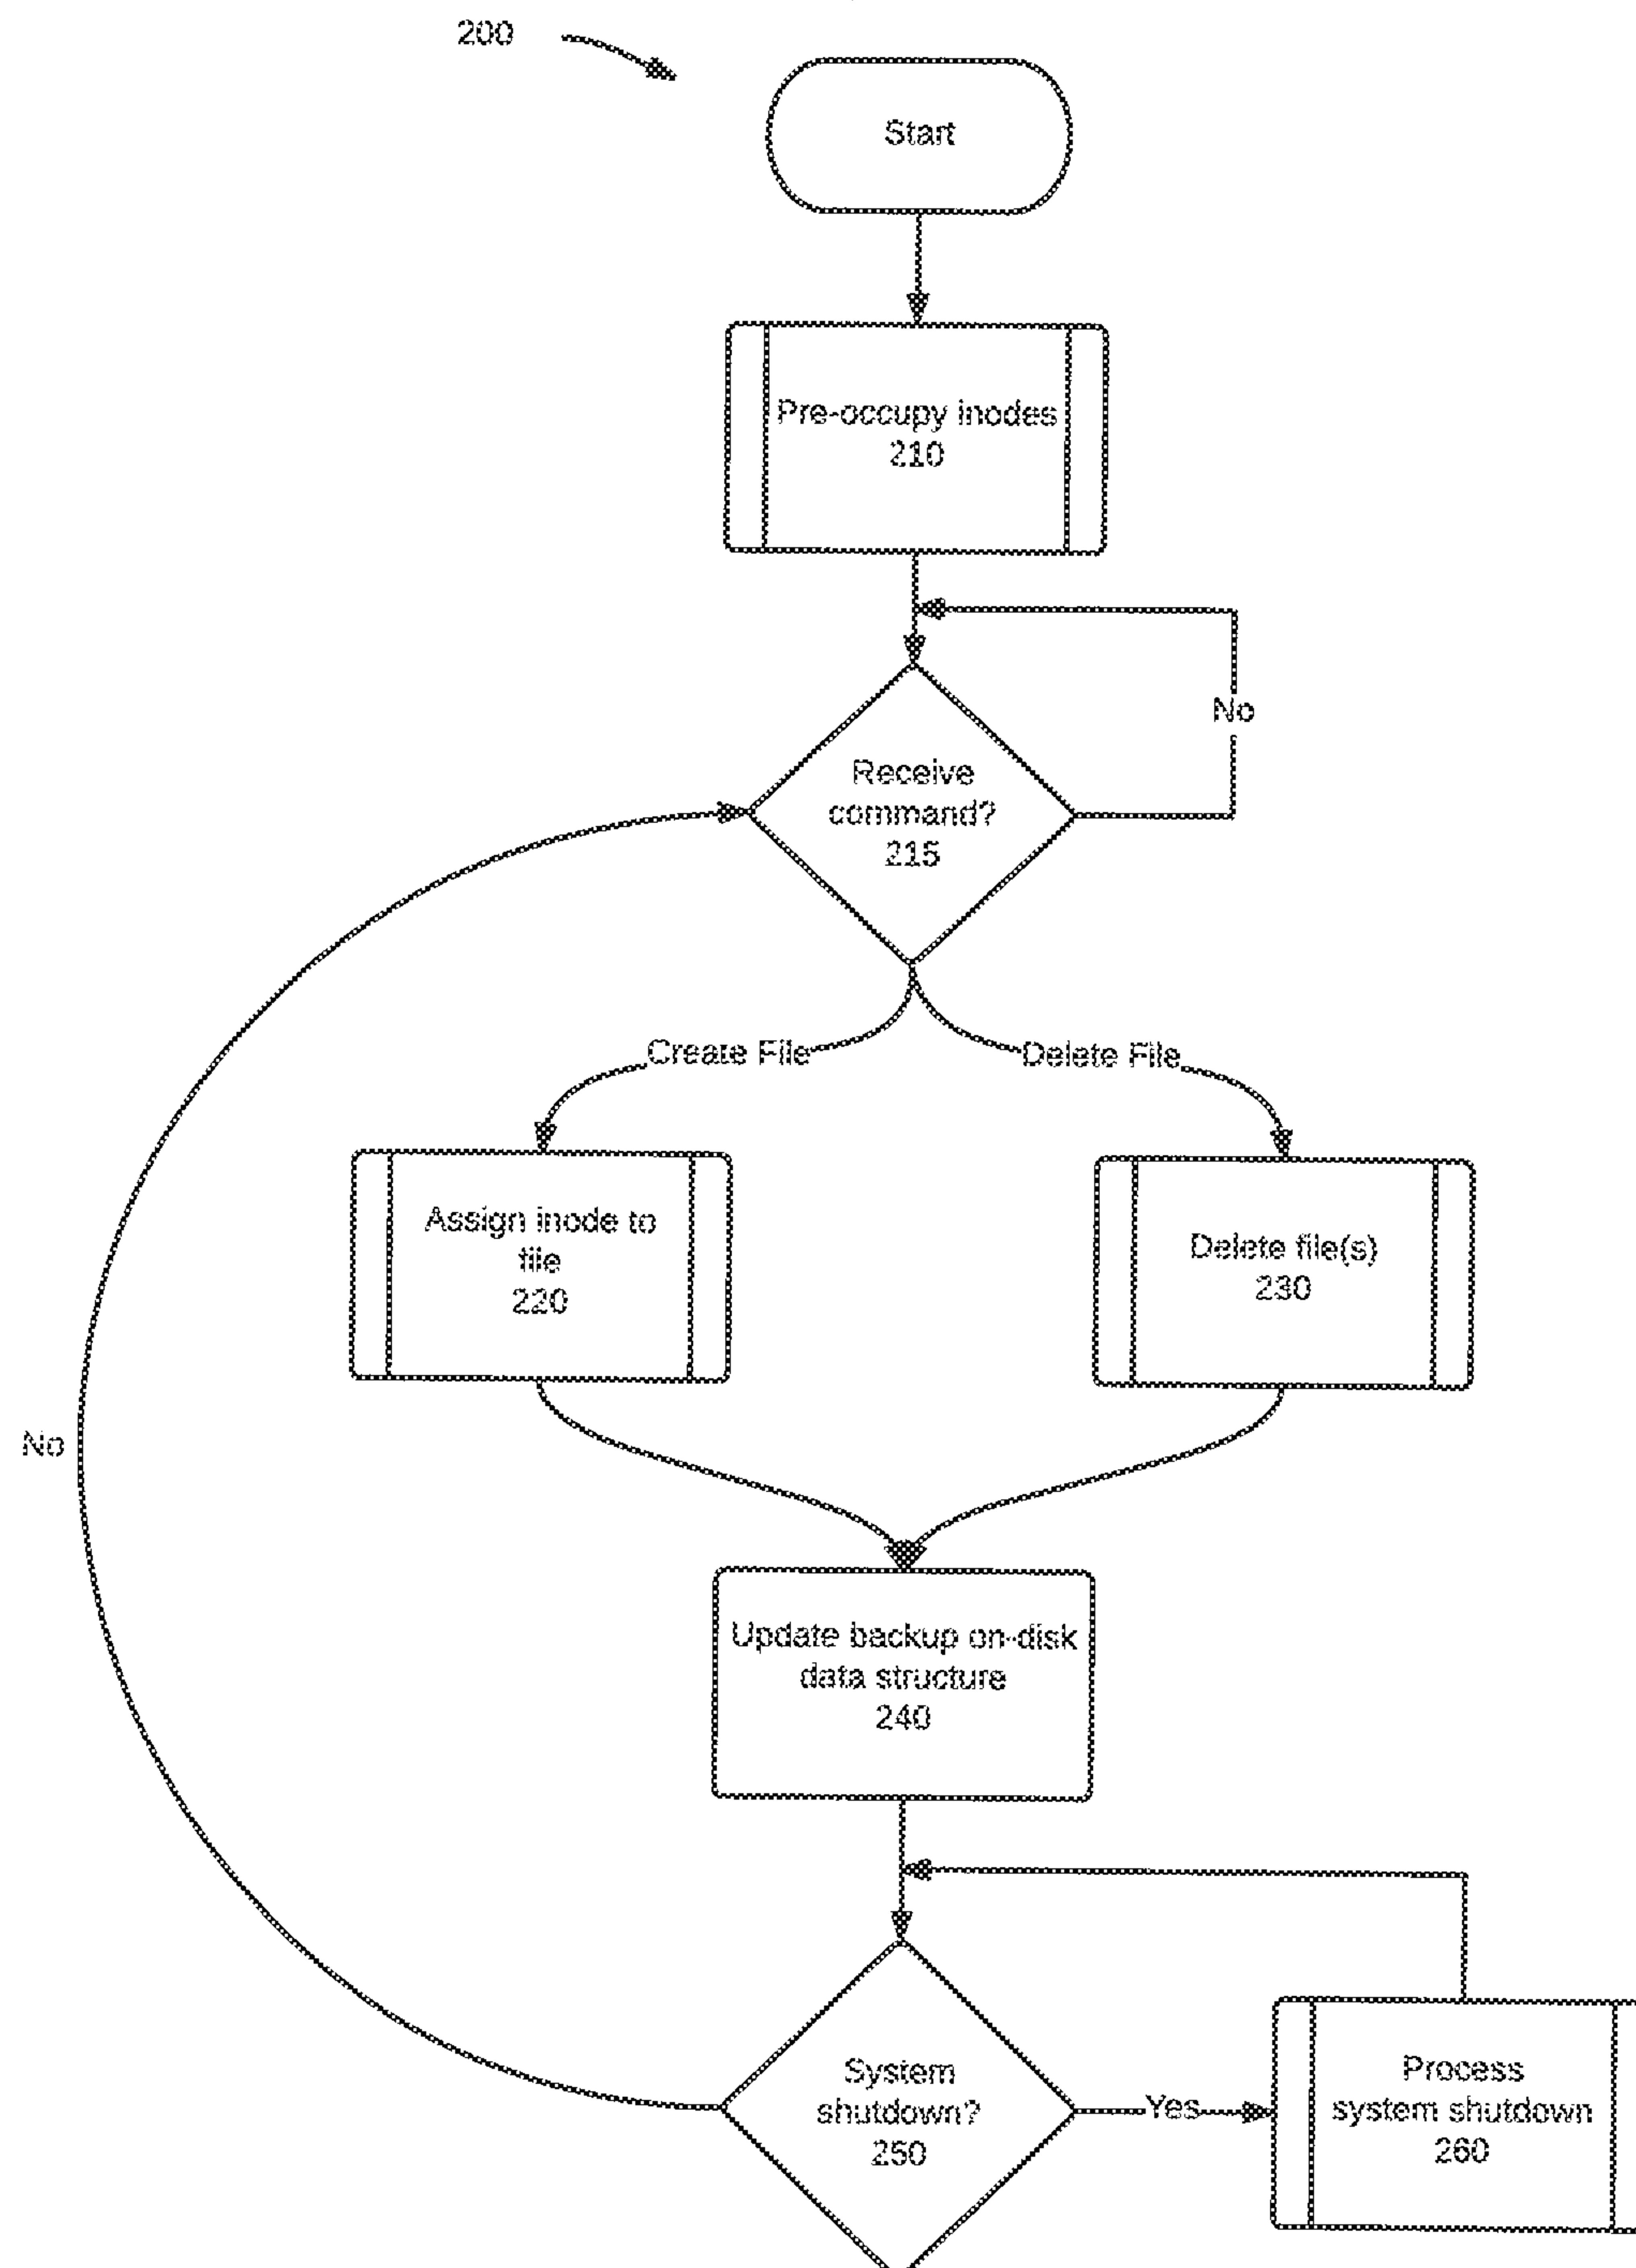 200
Start
Pre-occupy inodes
210
No
Receive
command?
215
Create File
Delete File
Assign inode to
file
220
Delete file(s)
230
No
Update backup on-disk
data structure
240
System
shutdown?
250
Yes
Process
system shutdown
260